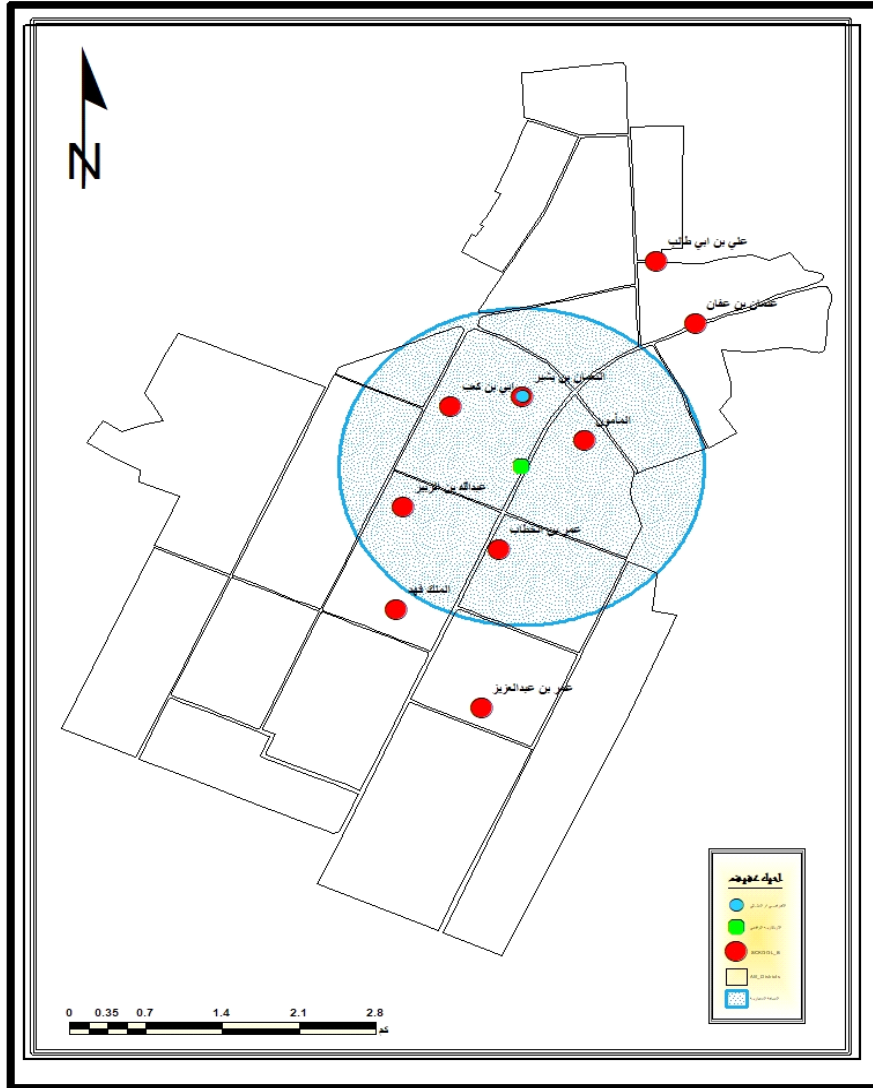 N
علي بن ابي طالب
عثمان بن عفان
النعمان بن بشير
ابي بن كعب
المأمون
عبدالله بن الزبير
عمر بن الخطاب
الملك فهد
عمر بن عبدالعزيز
SCHOOL_B
0 0.35 0.7 1.4 2.1 2.8
كم